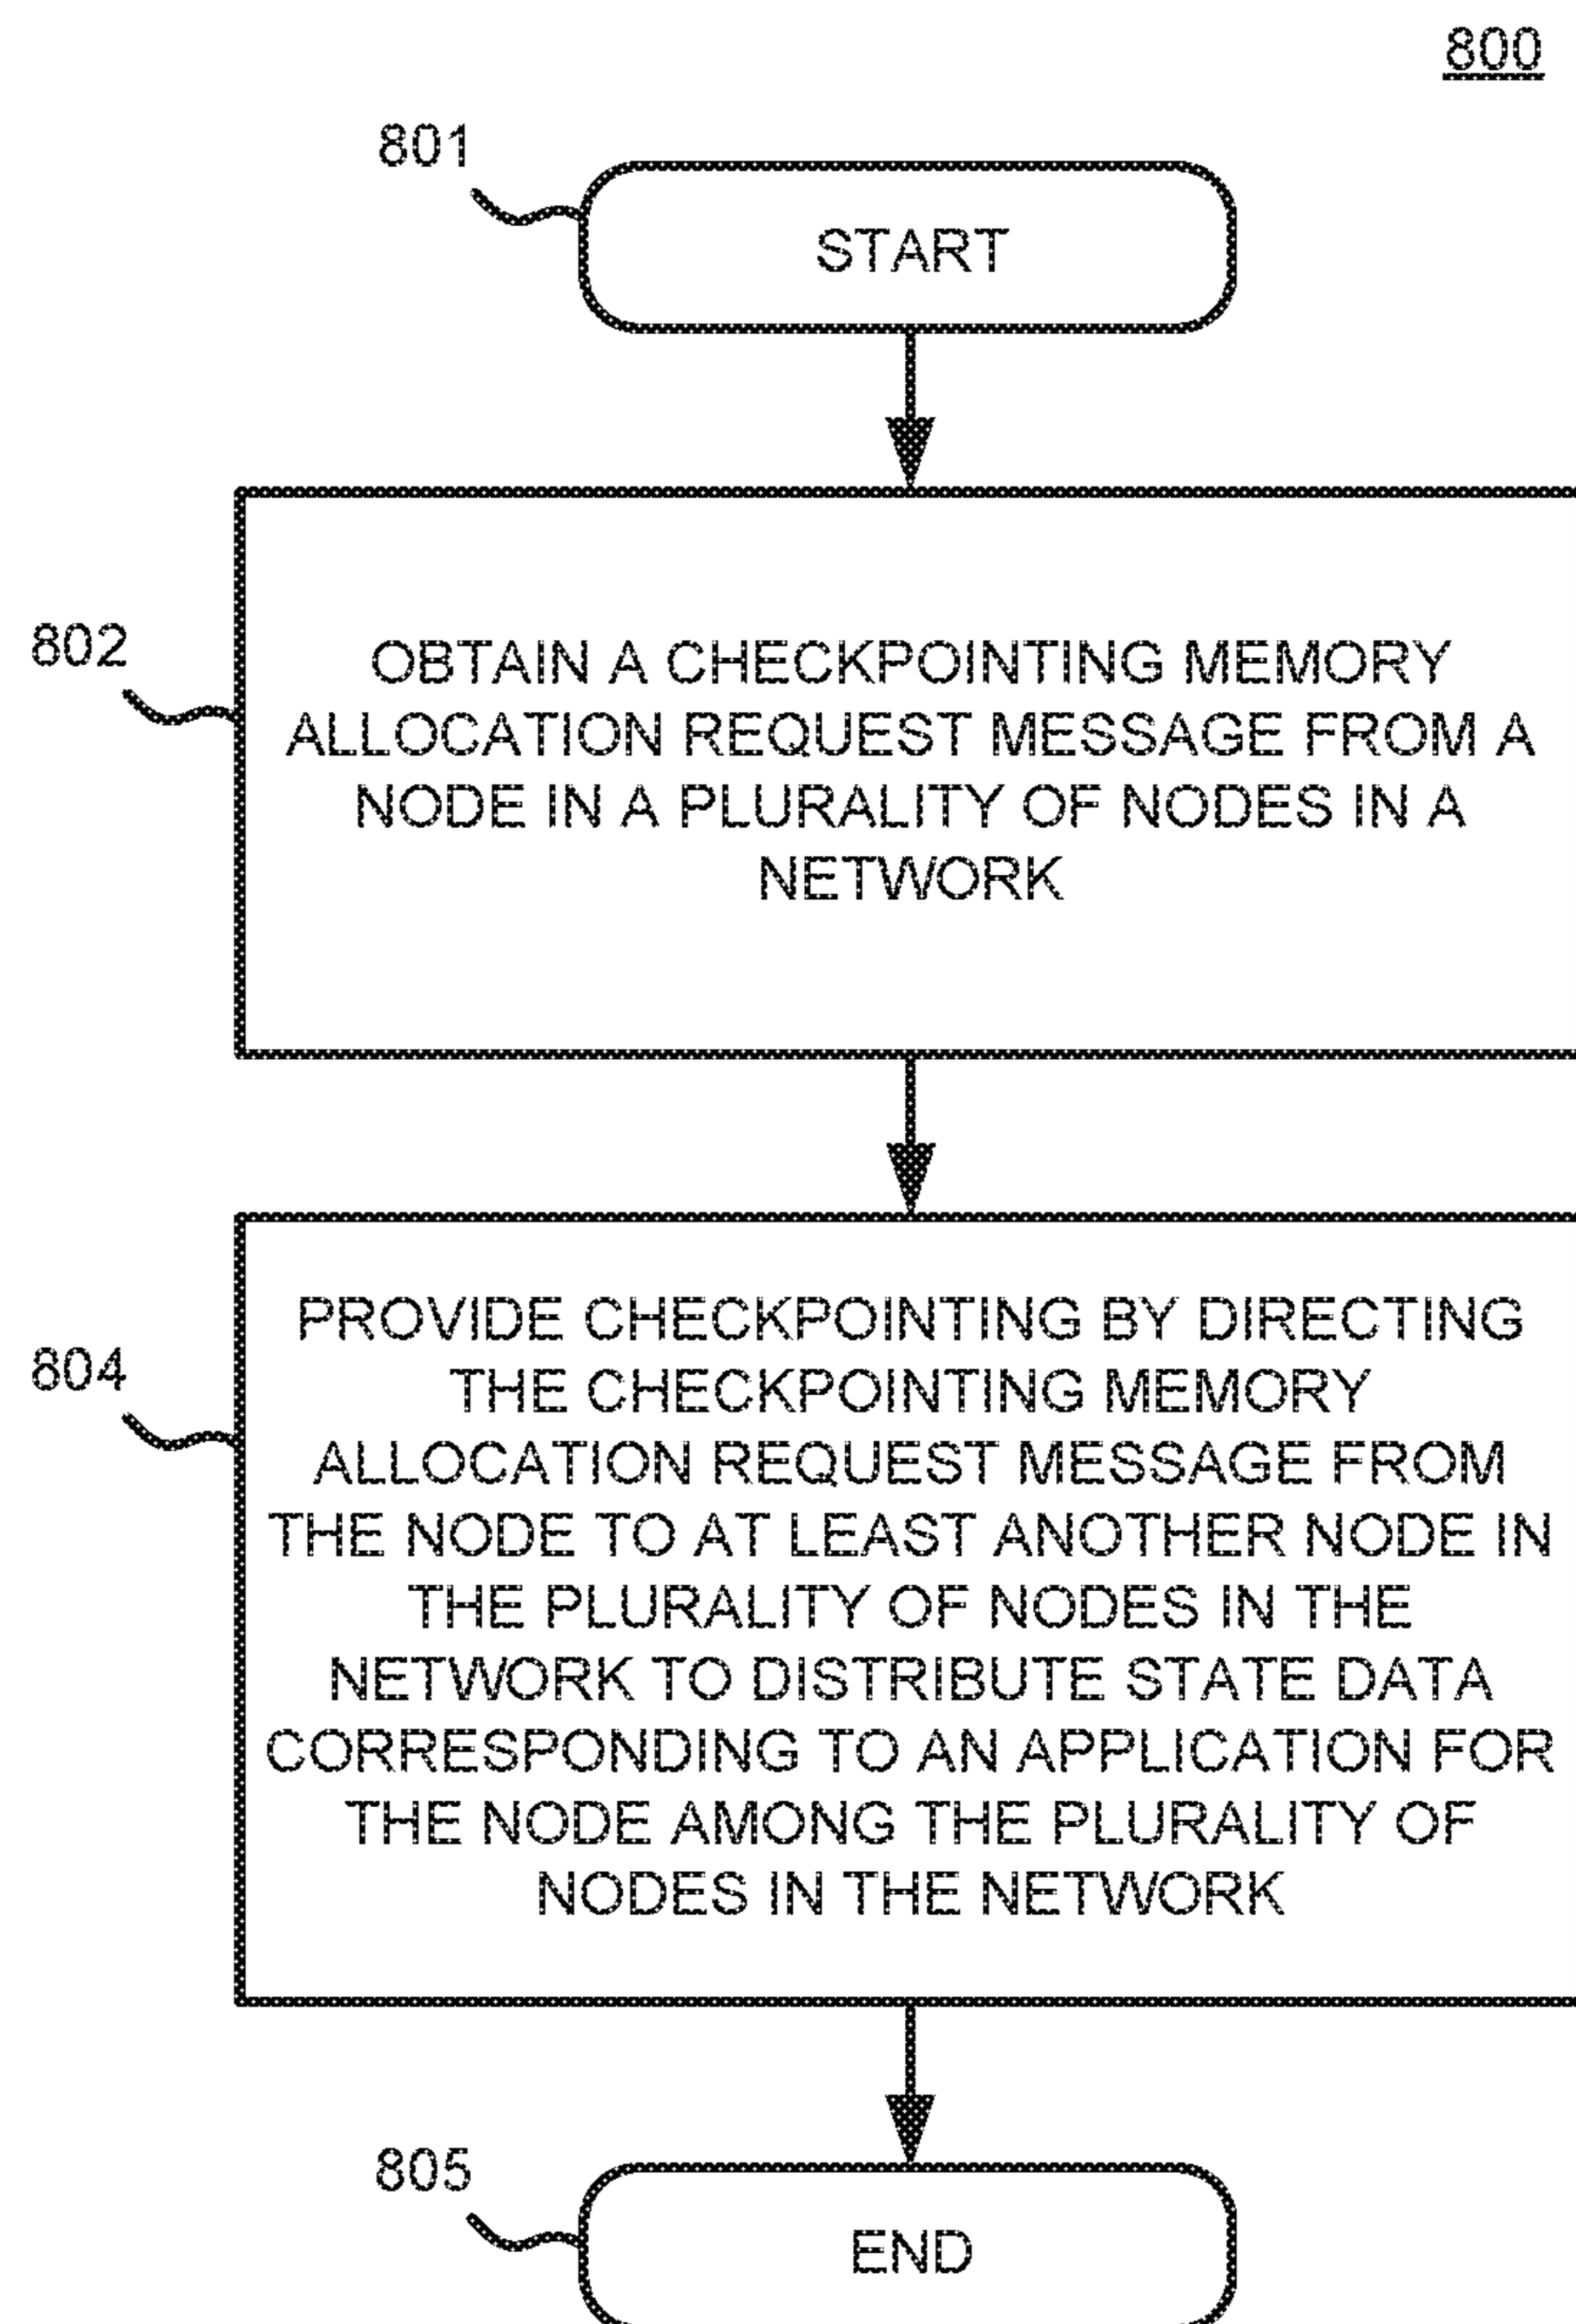 800
801
START
802
OBTAIN A CHECKPOINTING MEMORY
ALLOCATION REQUEST MESSAGE FROM A
NODE IN A PLURALITY OF NODES IN A
NETWORK
804
PROVIDE CHECKPOINTING BY DIRECTING
THE CHECKPOINTING MEMORY
ALLOCATION REQUEST MESSAGE FROM
THE NODE TO AT LEAST ANOTHER NODE IN
THE PLURALITY OF NODES IN THE
NETWORK TO DISTRIBUTE STATE DATA
CORRESPONDING TO AN APPLICATION FOR
THE NODE AMONG THE PLURALITY OF
NODES IN THE NETWORK
805
END